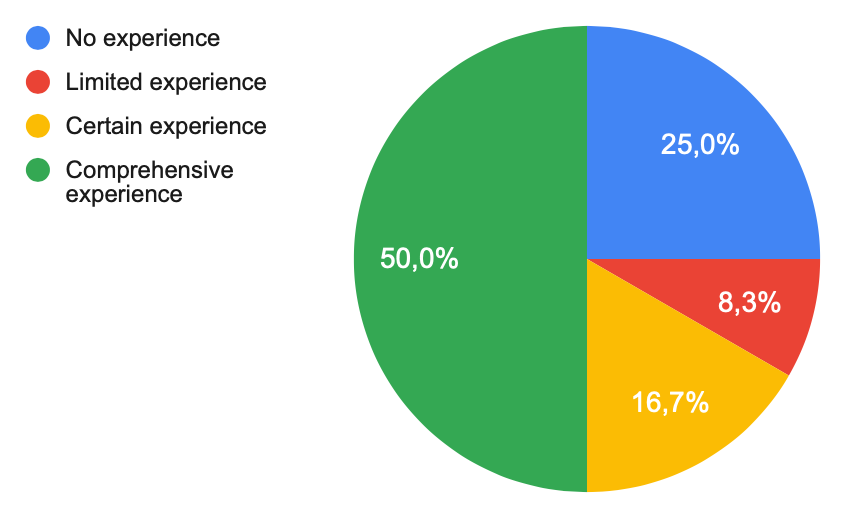 No experience
Limited experience
Certain experience
Comprehensive
experience
25,0%
8,3%
16,7%
50,0%